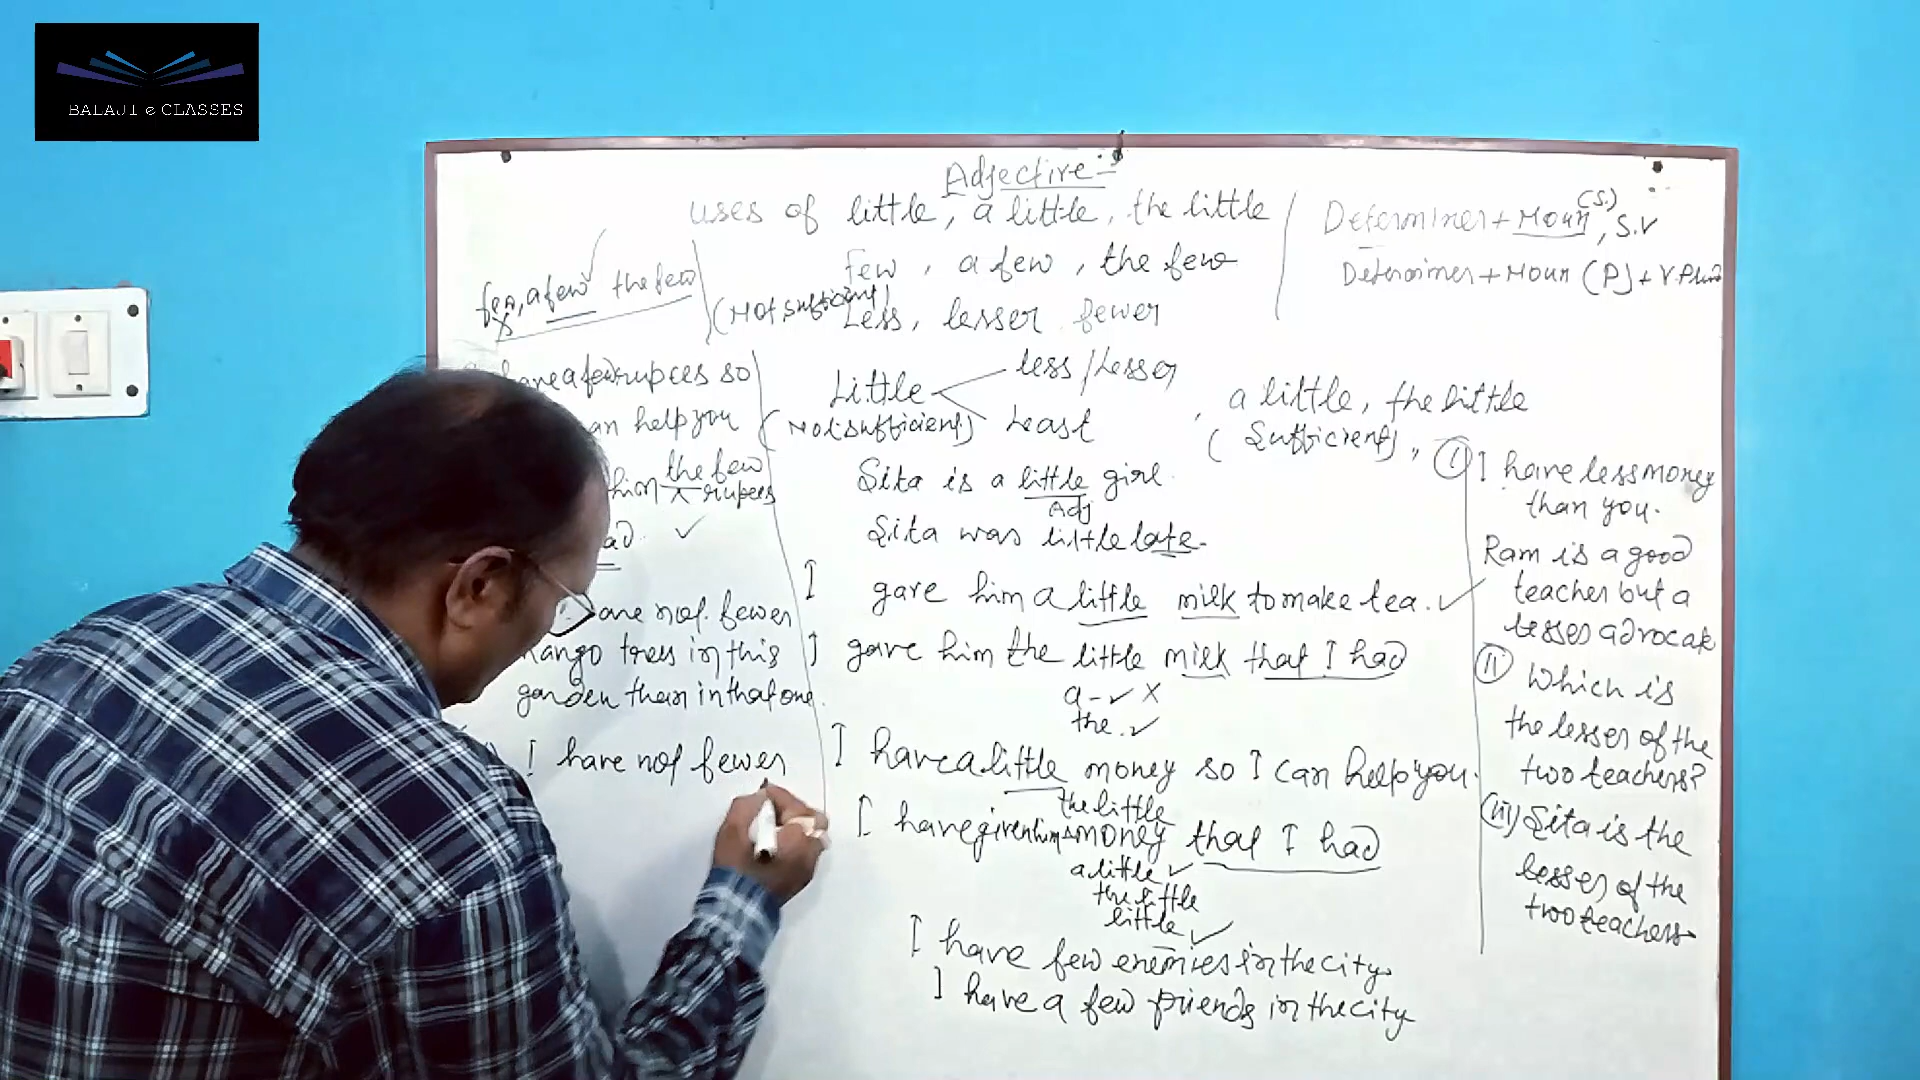 BALAJI e CLASSES
Adjective:-
uses of little, a little, the little
few, a few, the few
(Not sufficient)
Less, lesser fewer
Determiner + Noun (S.), S.V
Determiner + Noun (P) +
few, a few the few
have a few rupees so
an help you
him the few rupees
had.
are not fewer
mango trees in this
garden than in that one.
I have not fewer
Little less / Lesser
(Not sufficient) Least
, a little, the little
(Sufficient),
Sita is a little girl.
Adj
Sita was little late.
I gave him a little milk to make tea.
I gave him the little milk that I had
a - ✓ X
the. ✓
I have a little money so I can help you.
the little
I have given him money that I had
a little ✓
the little
little
I have few enemies in the city.
I have a few friends in the city
(i) I have less money
than you.
Ram is a good
teacher but a
lesser
(ii) Which is
the lesser of the
two teachers?
(iii) Sita is the
lesser of the
two teachers